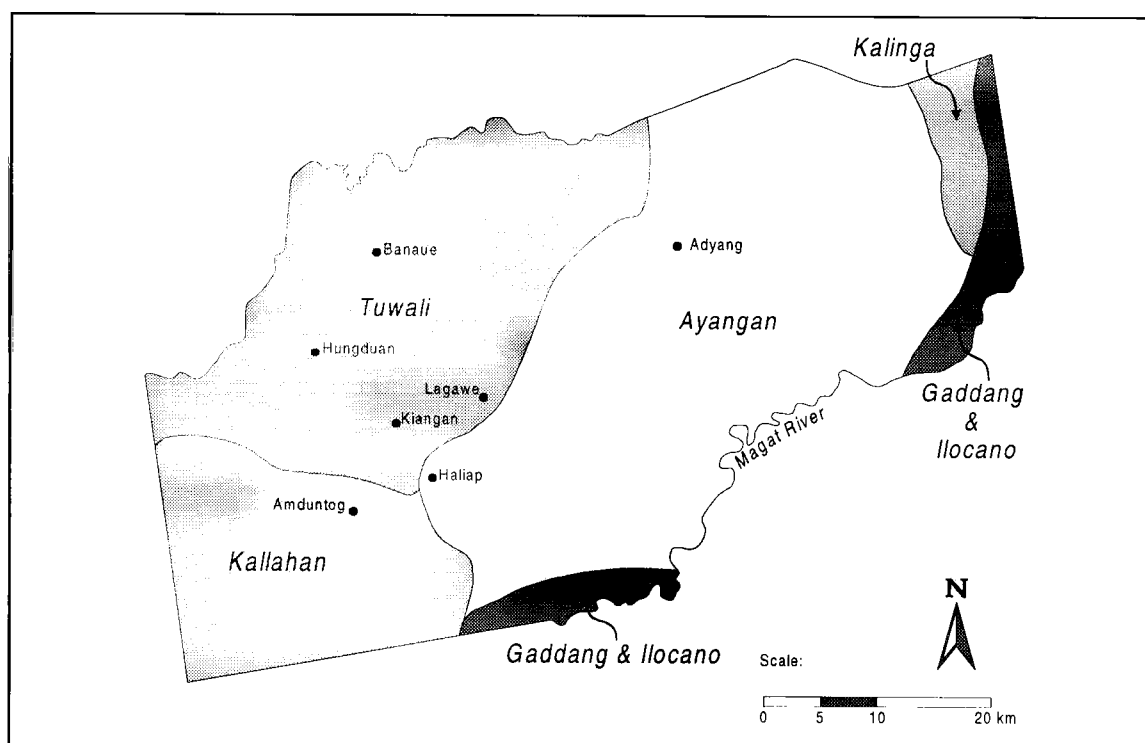 Kalinga
Banaue
Adyang
Tuwali
Ayangan
Hungduan
Lagawe
Gaddang
&
Ilocano
Kiangan
Magat River
Haliap
Amduntog
Kallahan
N
Gaddang & Ilocano
Scale:
0 5 10 20 km